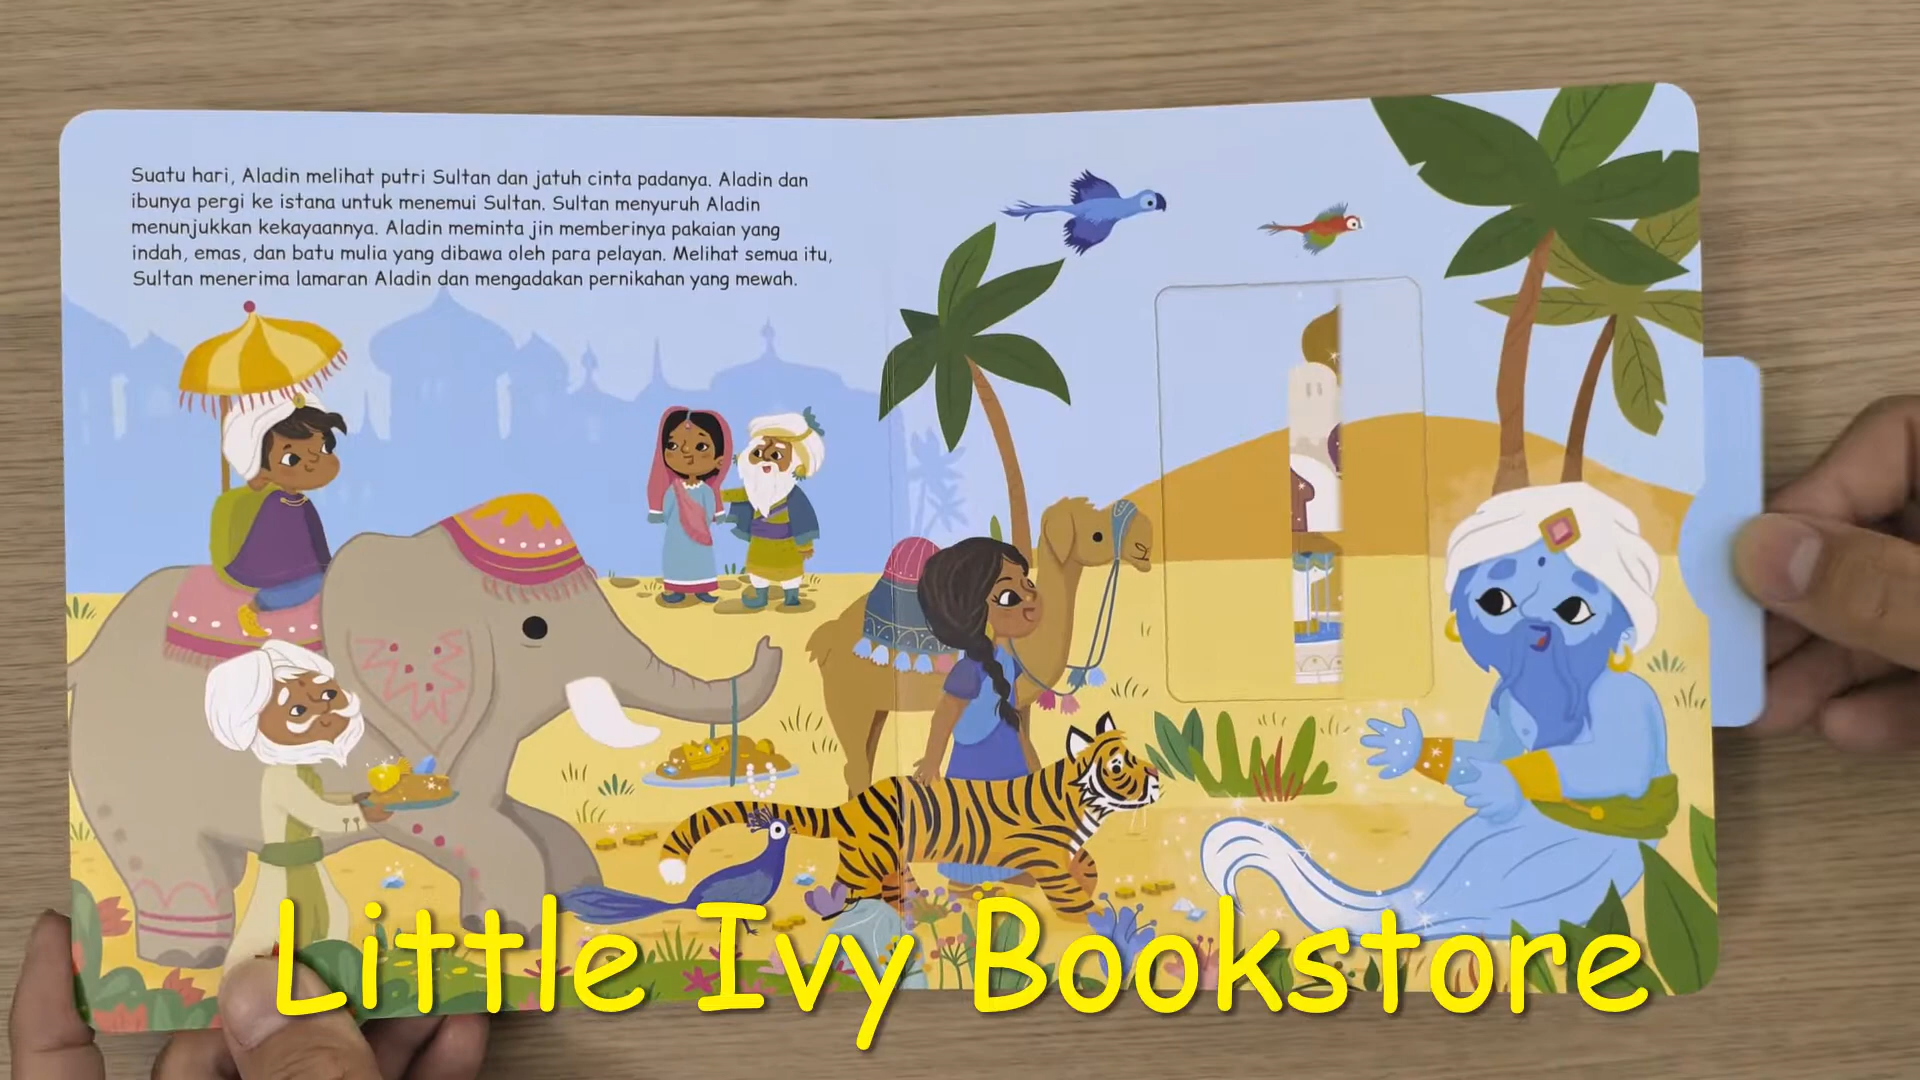 Suatu hari, Aladin melihat putri Sultan dan jatuh cinta padanya. Aladin dan
ibunya pergi ke istana untuk menemui Sultan. Sultan menyuruh Aladin
menunjukkan kekayaannya. Aladin meminta jin memberinya pakaian yang
indah, emas, dan batu mulia yang dibawa oleh para pelayan. Melihat semua itu,
Sultan menerima lamaran Aladin dan mengadakan pernikahan yang mewah.
Little Ivy Bookstore